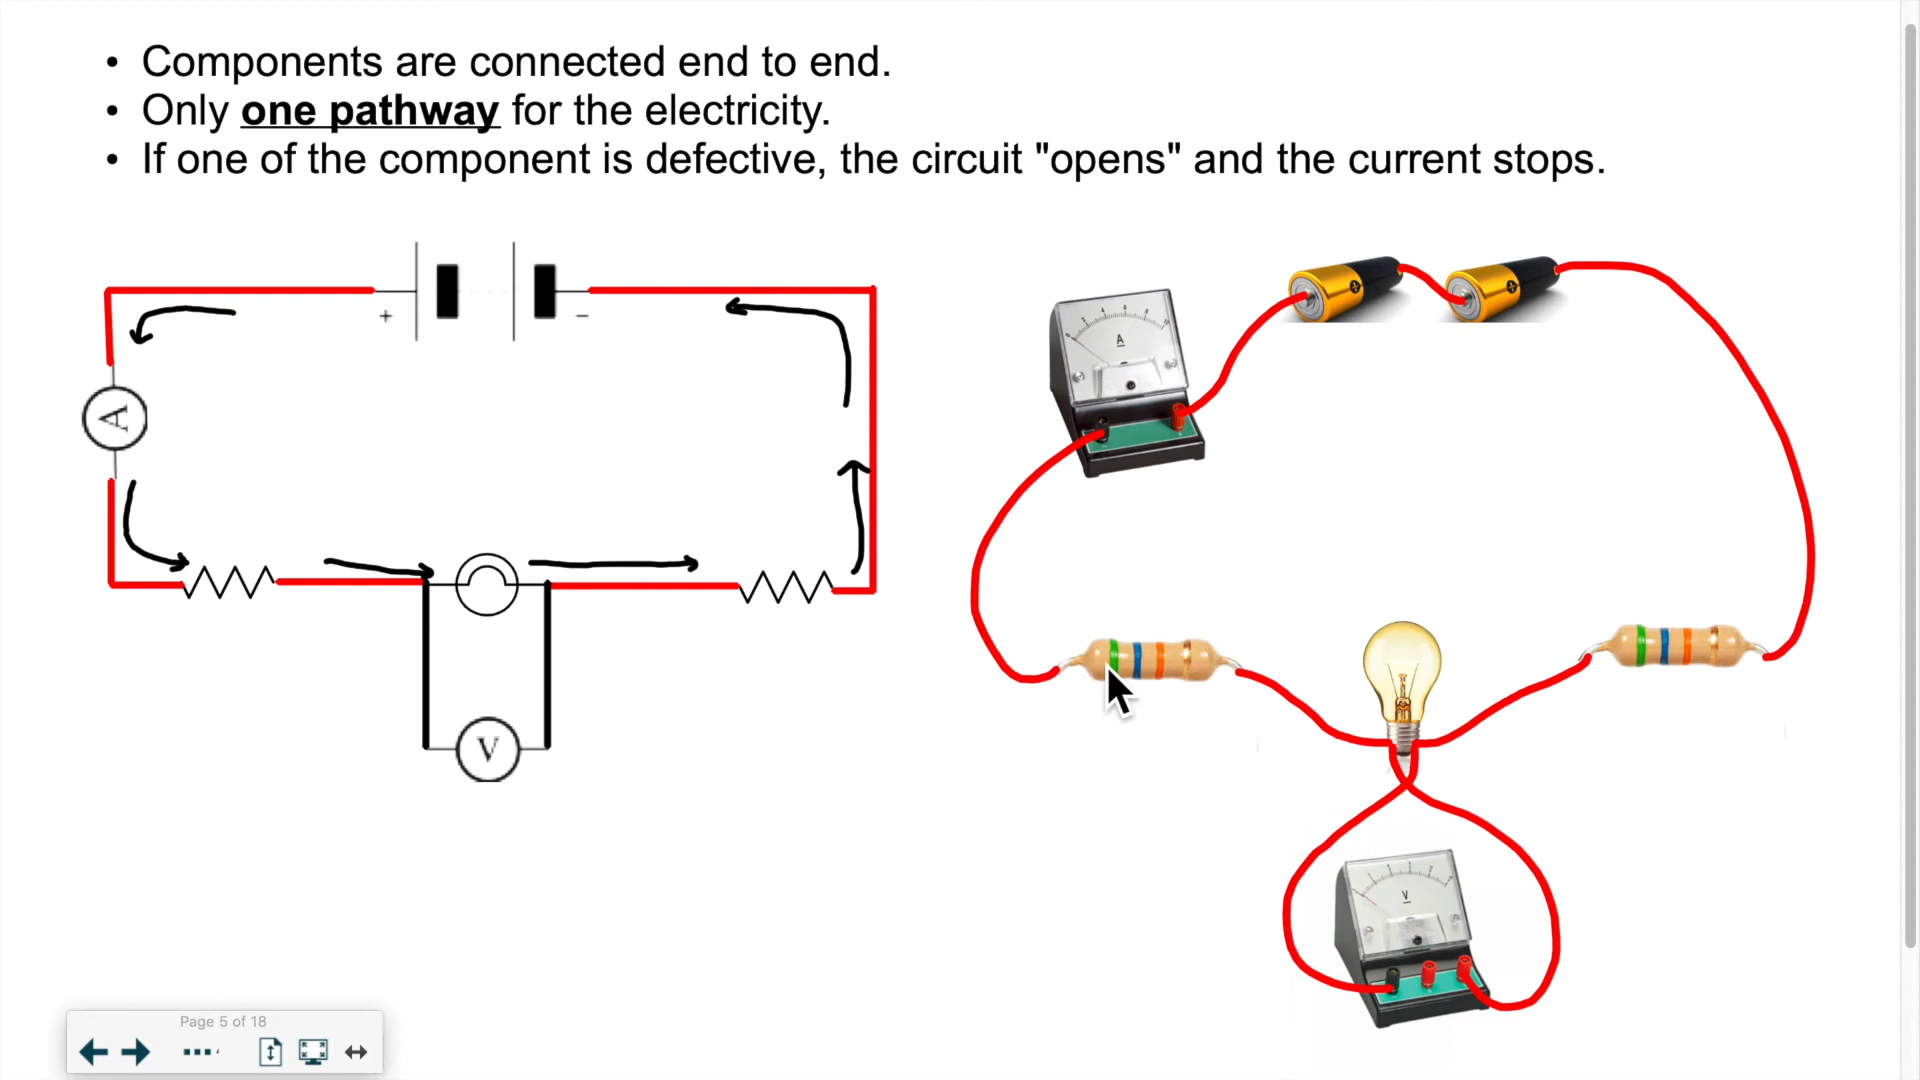 • Components are connected end to end.
• Only one pathway for the electricity.
• If one of the component is defective, the circuit "opens" and the current stops.
+
−
A
V
A
V
Page 5 of 18